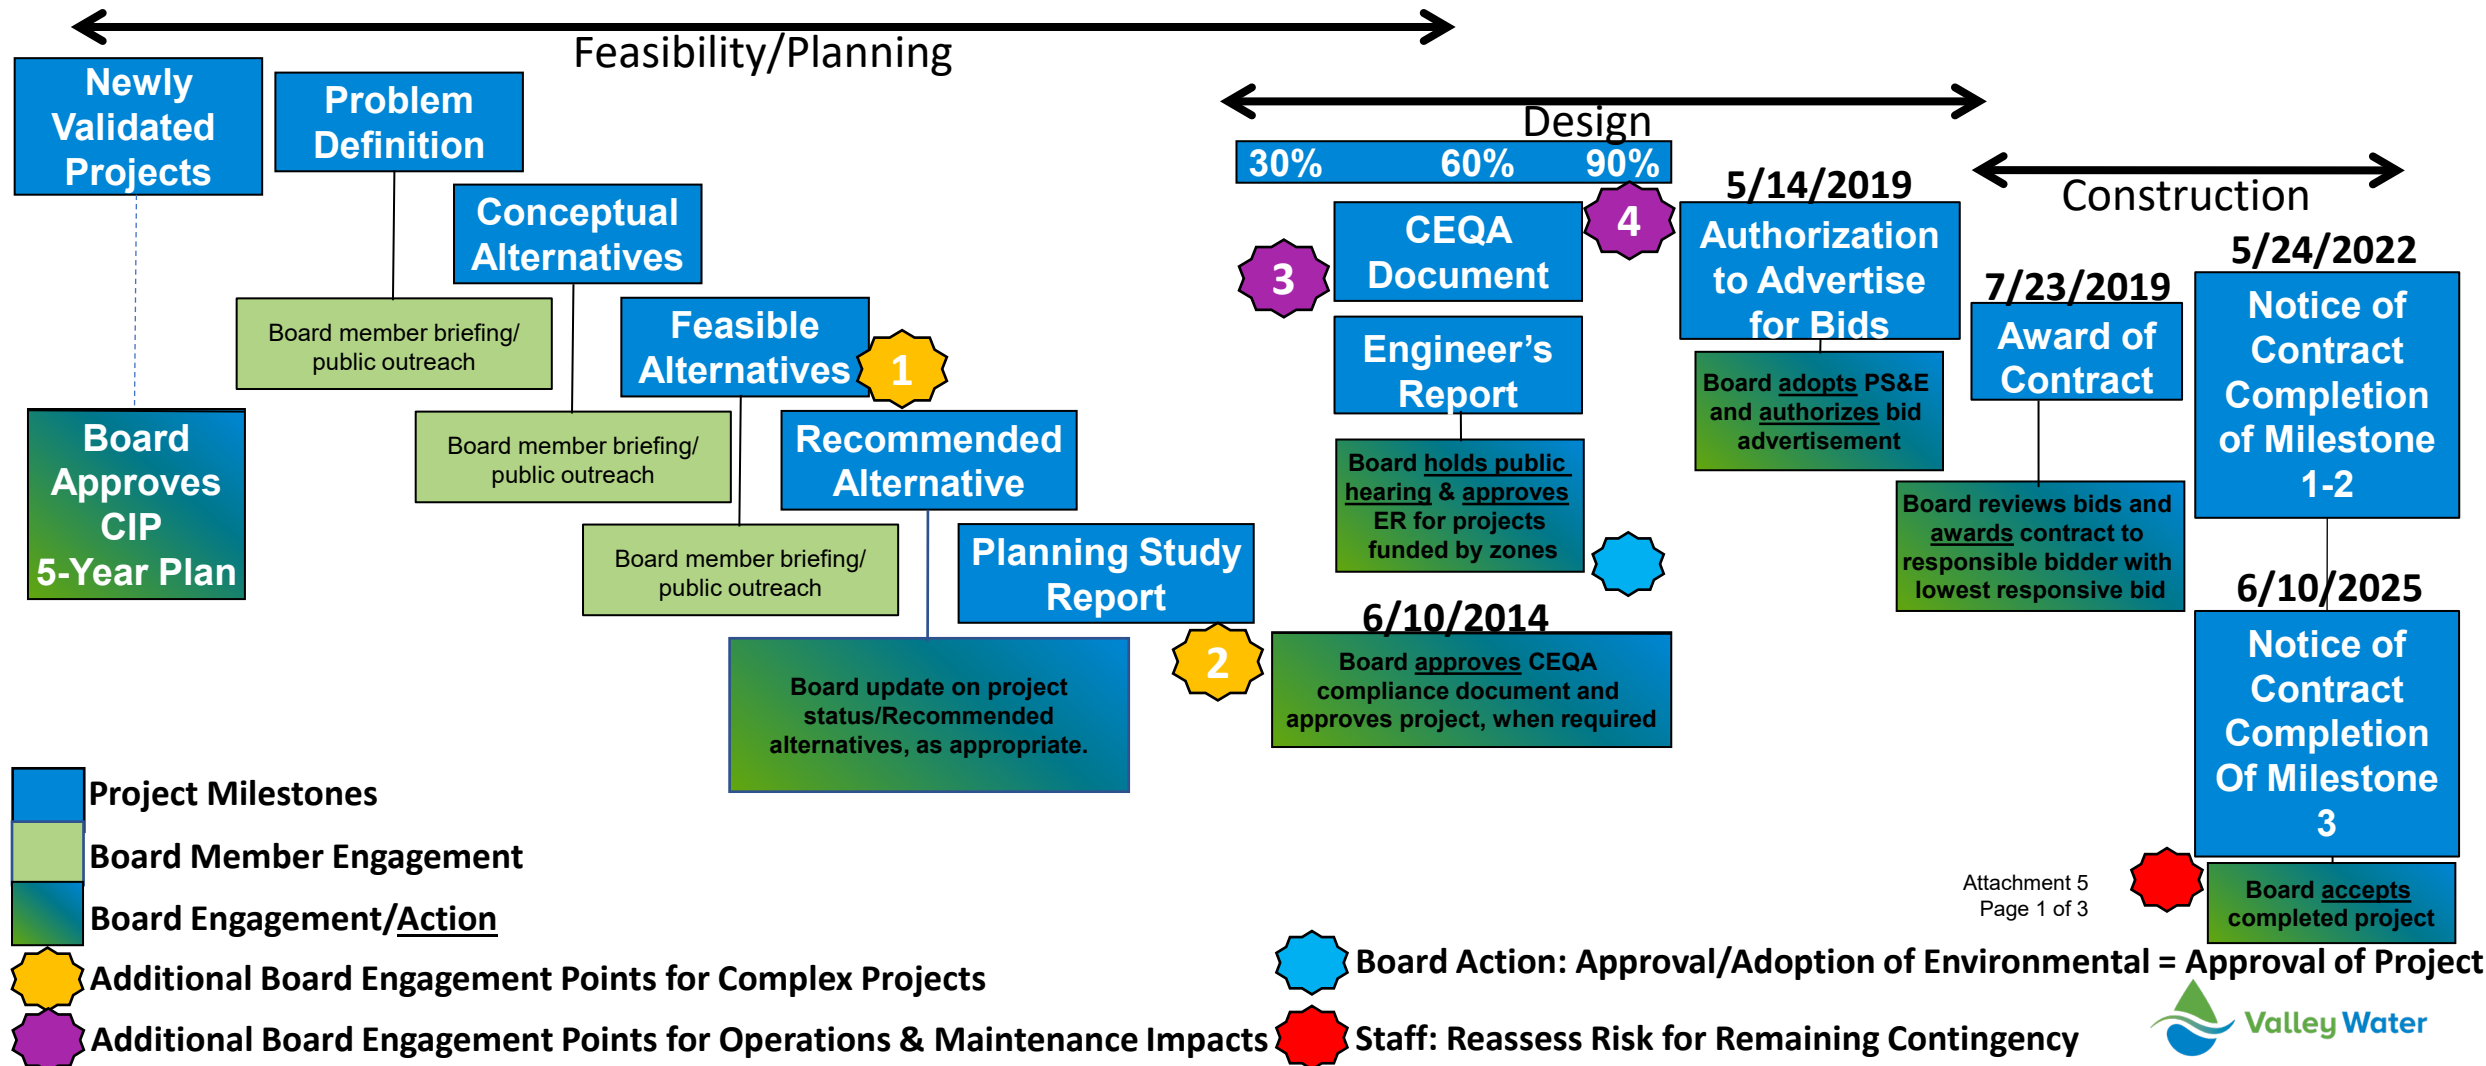 Feasibility/Planning
Newly
Validated
Projects
Board
Approves
CIP
5-Year Plan
Problem
Definition
Board member briefing/
public outreach
Conceptual
Alternatives
Board member briefing/
public outreach
Feasible
Alternatives
1
Board member briefing/
public outreach
Recommended
Alternative
Board update on project
status/Recommended
alternatives, as appropriate.
Planning Study
Report
2
Design
30% 60% 90%
3
4
CEQA
Document
Engineer's
Report
Board holds public
hearing & approves
ER for projects
funded by zones
6/10/2014
Board approves CEQA
compliance document and
approves project, when required
5/14/2019
Authorization
to Advertise
for Bids
Board adopts PS&E
and authorizes bid
advertisement
Construction
7/23/2019
Award of
Contract
Board reviews bids and
awards contract to
responsible bidder with
lowest responsive bid
5/24/2022
Notice of
Contract
Completion
of Milestone
1-2
6/10/2025
Notice of
Contract
Completion
Of Milestone
3
Board accepts
completed project
Attachment 5
Page 1 of 3
Project Milestones
Board Member Engagement
Board Engagement/Action
Additional Board Engagement Points for Complex Projects
Additional Board Engagement Points for Operations & Maintenance Impacts
Board Action: Approval/Adoption of Environmental = Approval of Project
Staff: Reassess Risk for Remaining Contingency
Valley Water